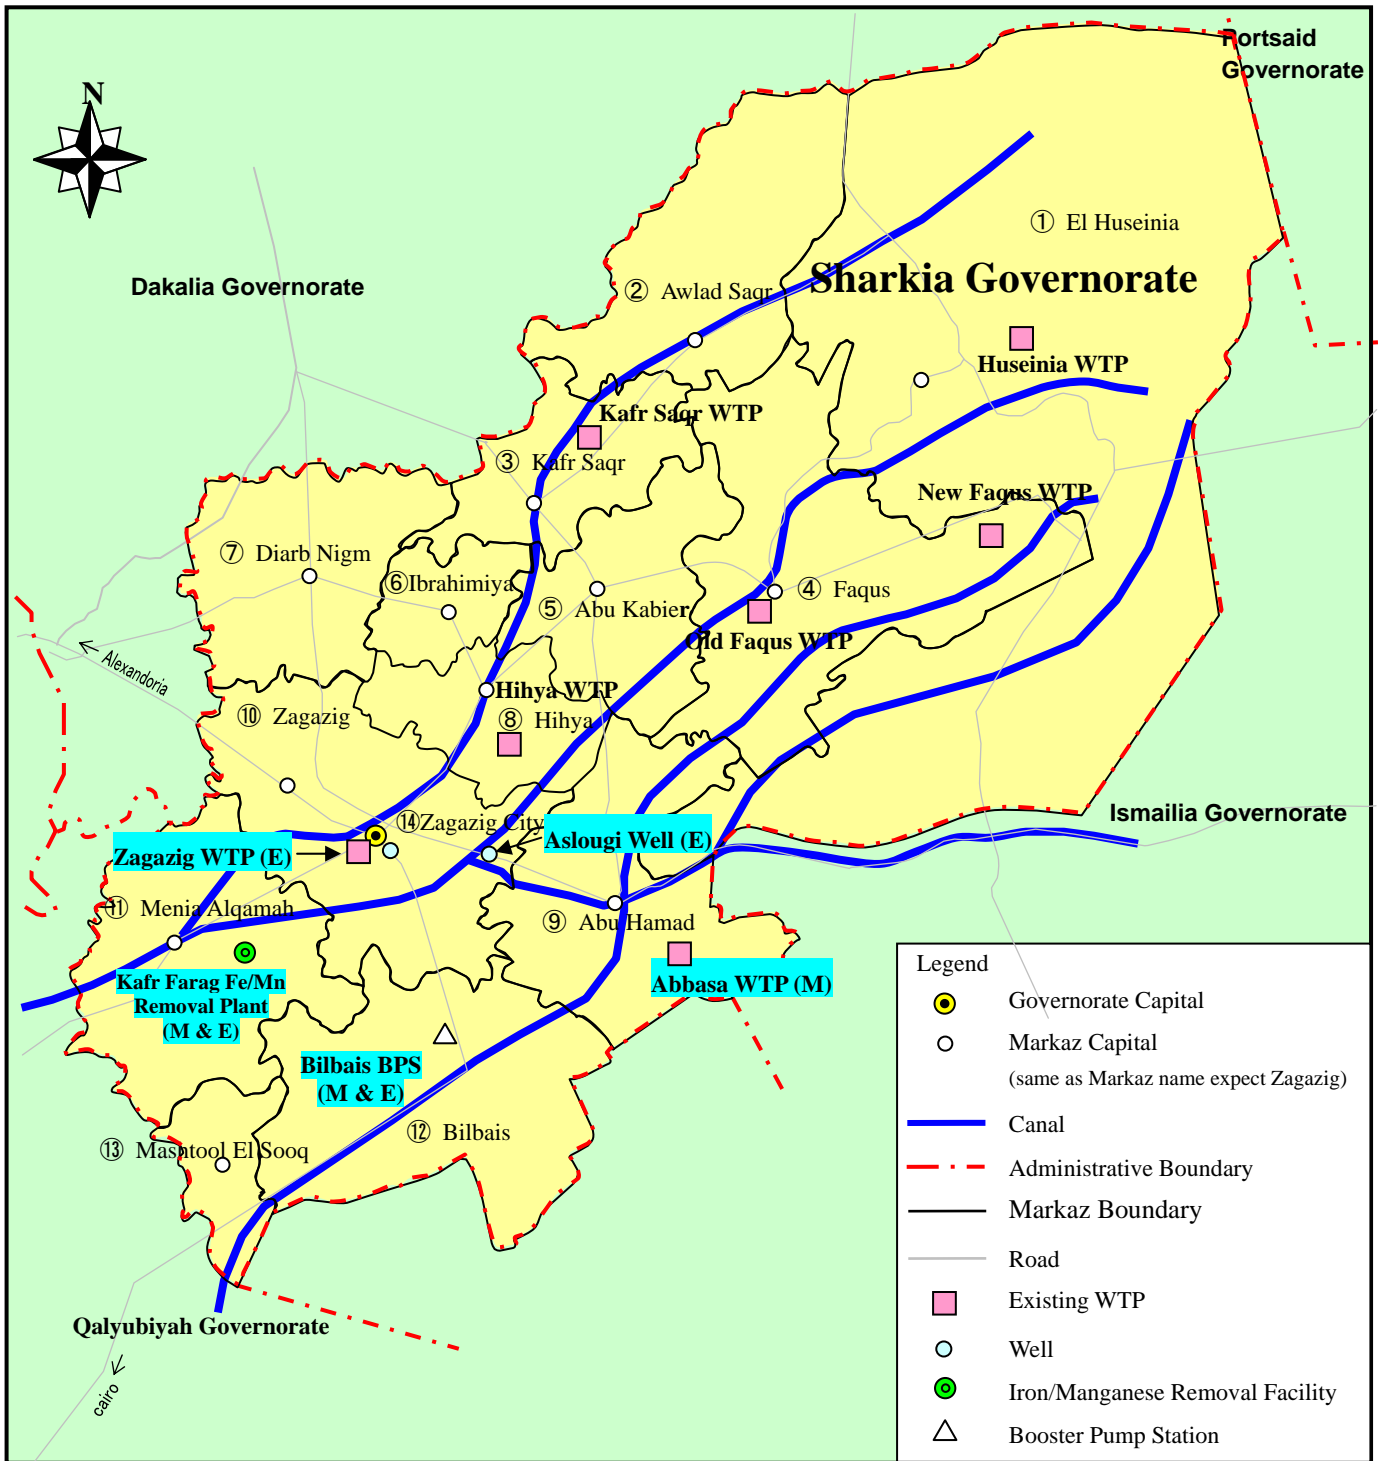 Portsaid
Governorate
N
① El Huseinia
Dakalia Governorate
Sharkia Governorate
② Awlad Saqr
Huseinia WTP
Kafr Saqr WTP
③ Kafr Saqr
New Faqus WTP
⑦ Diarb Nigm
⑥Ibrahimiya
④ Faqus
⑤ Abu Kabier
Old Faqus WTP
Alexandoria
Hihya WTP
⑩ Zagazig
⑧ Hihya
Ismailia Governorate
⑭Zagazig City
Aslougi Well (E)
Zagazig WTP (E)
⑪ Menia Alqamah
⑨ Abu Hamad
Kafr Farag Fe/Mn
Removal Plant
(M & E)
Abbasa WTP (M)
Bilbais BPS
(M & E)
⑫ Bilbais
⑬ Mashtool El Sooq
Qalyubiyah Governorate
cairo
Legend
Governorate Capital
Markaz Capital
(same as Markaz name expect Zagazig)
Canal
Administrative Boundary
Markaz Boundary
Road
Existing WTP
Well
Iron/Manganese Removal Facility
Booster Pump Station